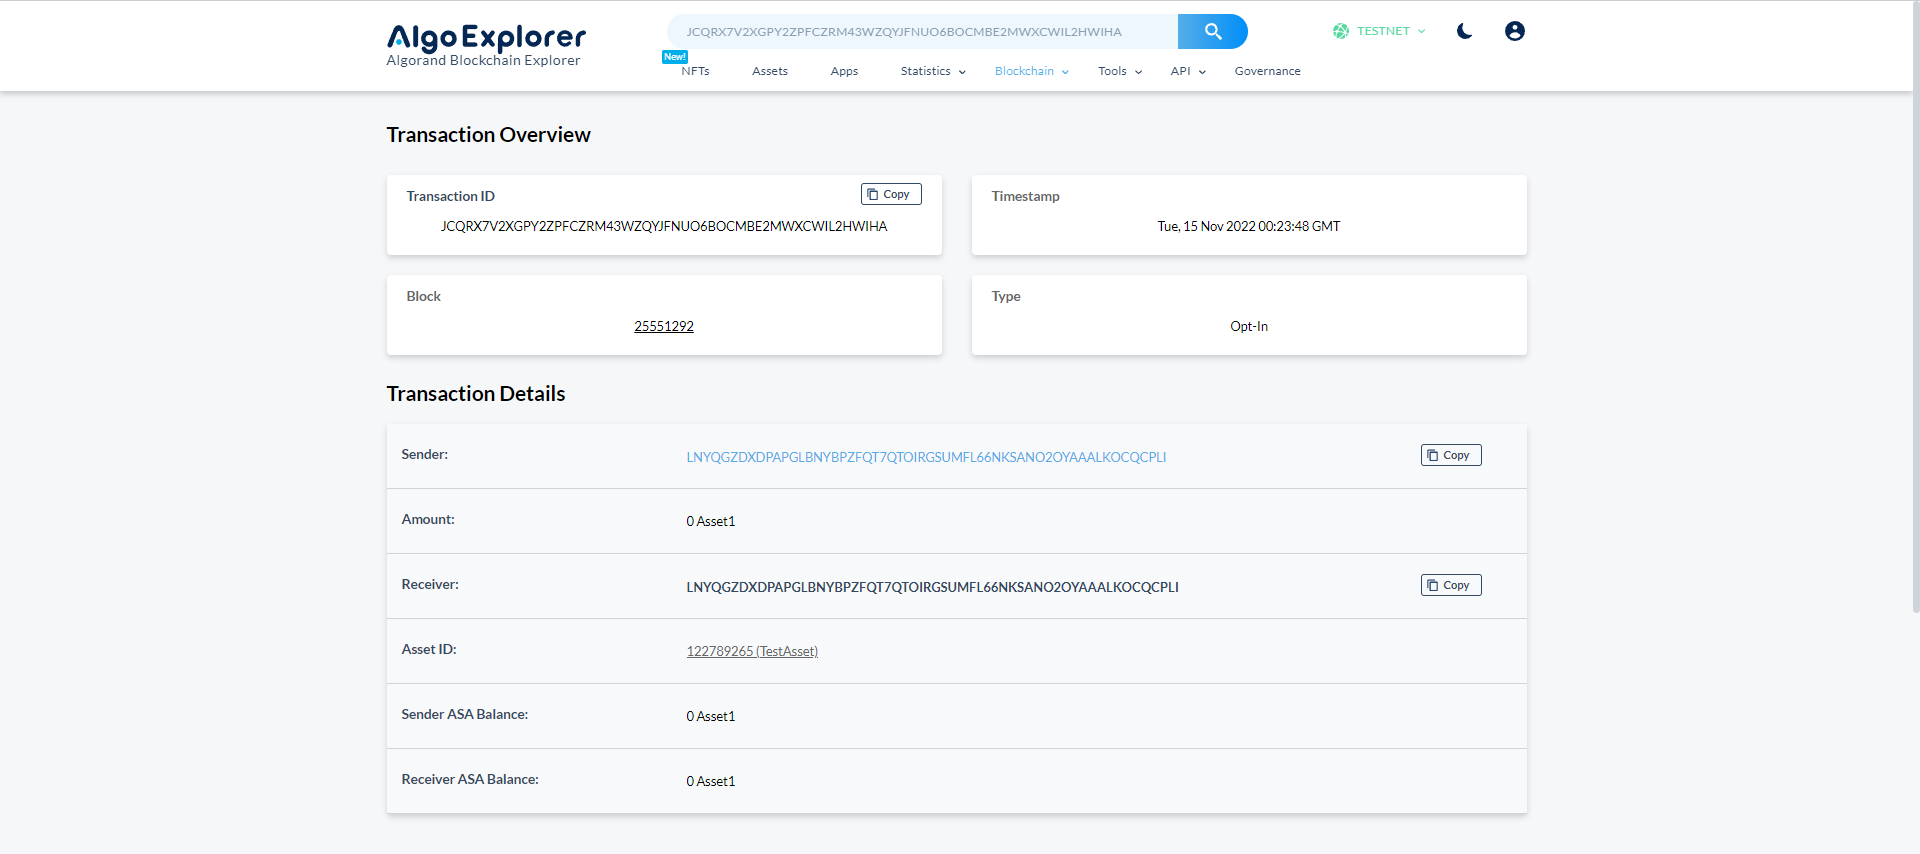 AlgoExplorer
Algorand Blockchain Explorer
JCQRX7V2XGPY2ZPFCZRM43WZQYJFNUO6BOCMBE2MWXCWIL2HWIHA
TESTNET
New!
NFTs Assets Apps Statistics Blockchain Tools API Governance
Transaction Overview
Transaction ID
Copy
JCQRX7V2XGPY2ZPFCZRM43WZQYJFNUO6BOCMBE2MWXCWIL2HWIHA
Timestamp
Tue, 15 Nov 2022 00:23:48 GMT
Block
25551292
Type
Opt-In
Transaction Details
Sender: LNYQGZDXDPAPGLBNYBPZFQT7QTOIRGSUMFL66NKSANO2OYAAALKOCQCPLI Copy
Amount: 0 Asset1
Receiver: LNYQGZDXDPAPGLBNYBPZFQT7QTOIRGSUMFL66NKSANO2OYAAALKOCQCPLI Copy
Asset ID: 122789265 (TestAsset)
Sender ASA Balance: 0 Asset1
Receiver ASA Balance: 0 Asset1